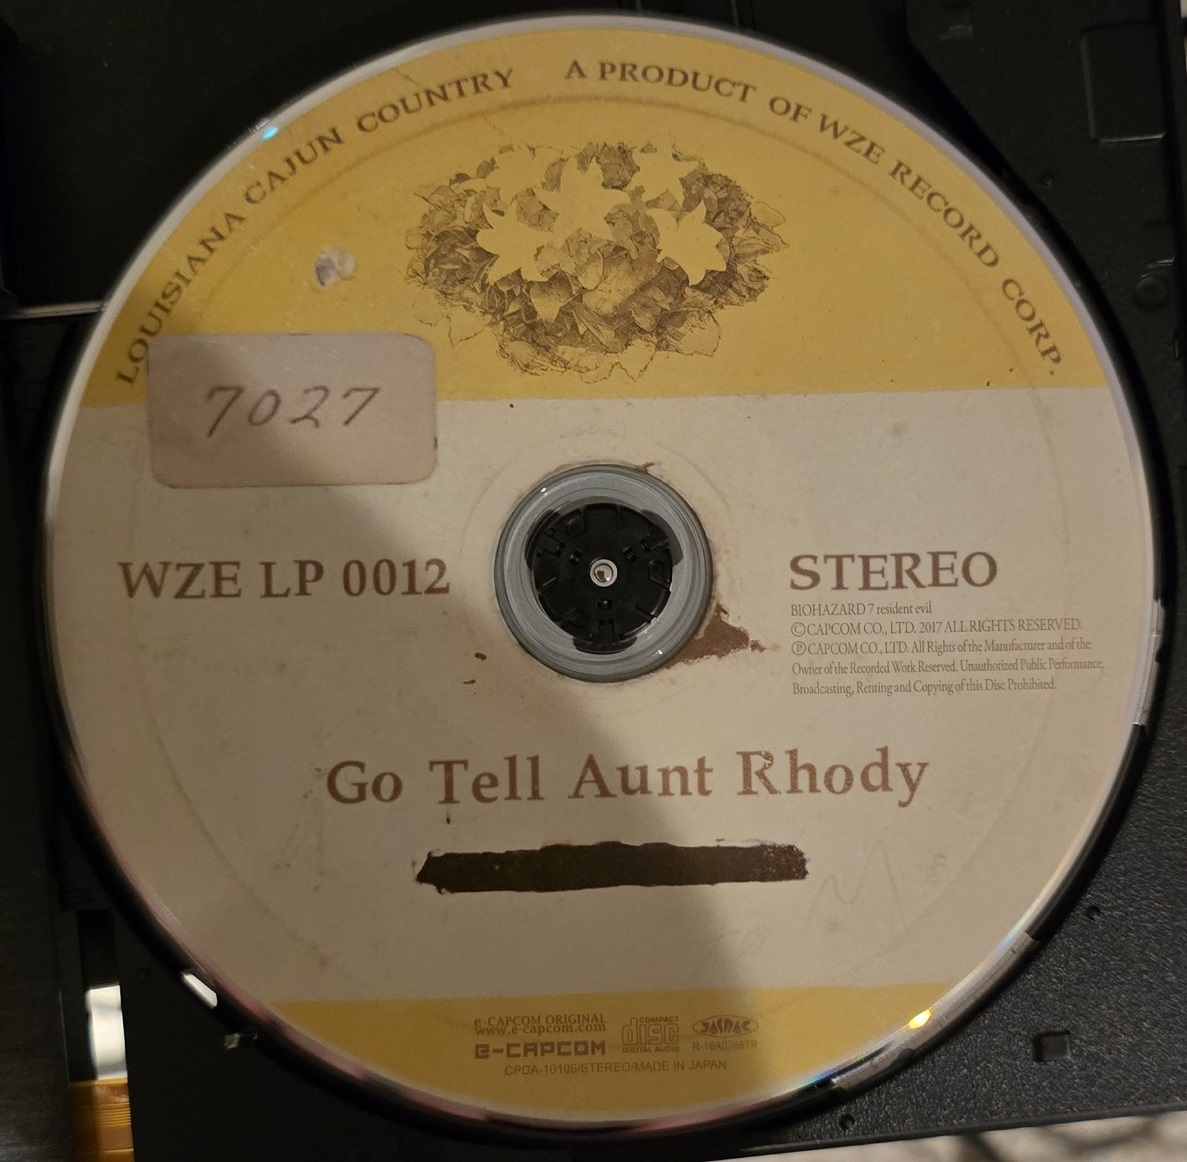 LOUISIANA CAJUN COUNTRY A PRODUCT OF WZE RECORD CORP.
7027
WZE LP 0012
STEREO
BIOHAZARD 7 resident evil
©CAPCOM CO., LTD. 2017 ALL RIGHTS RESERVED.
℗CAPCOM CO., LTD. All Rights of the Manufacturer and of the
Owner of the Recorded Work Reserved. Unauthorized Public Performance,
Broadcasting, Renting and Copying of this Disc Prohibited.
Go Tell Aunt Rhody
e-CAPCOM ORIGINAL
www.e-capcom.com
e-CAPCOM
COMPACT
disc
DIGITAL AUDIO
JASRAC
R-16A0288TR
CPDA-10106/STEREO/MADE IN JAPAN